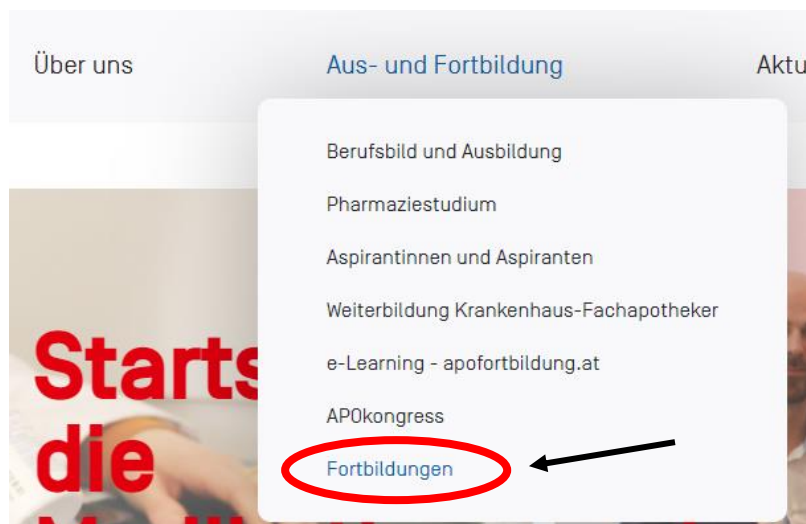 Über uns
Aus- und Fortbildung
Aktu
Berufsbild und Ausbildung
Pharmaziestudium
Aspirantinnen und Aspiranten
Weiterbildung Krankenhaus-Fachapotheker
e-Learning - apofortbildung.at
APOkongress
Fortbildungen
Starts
die